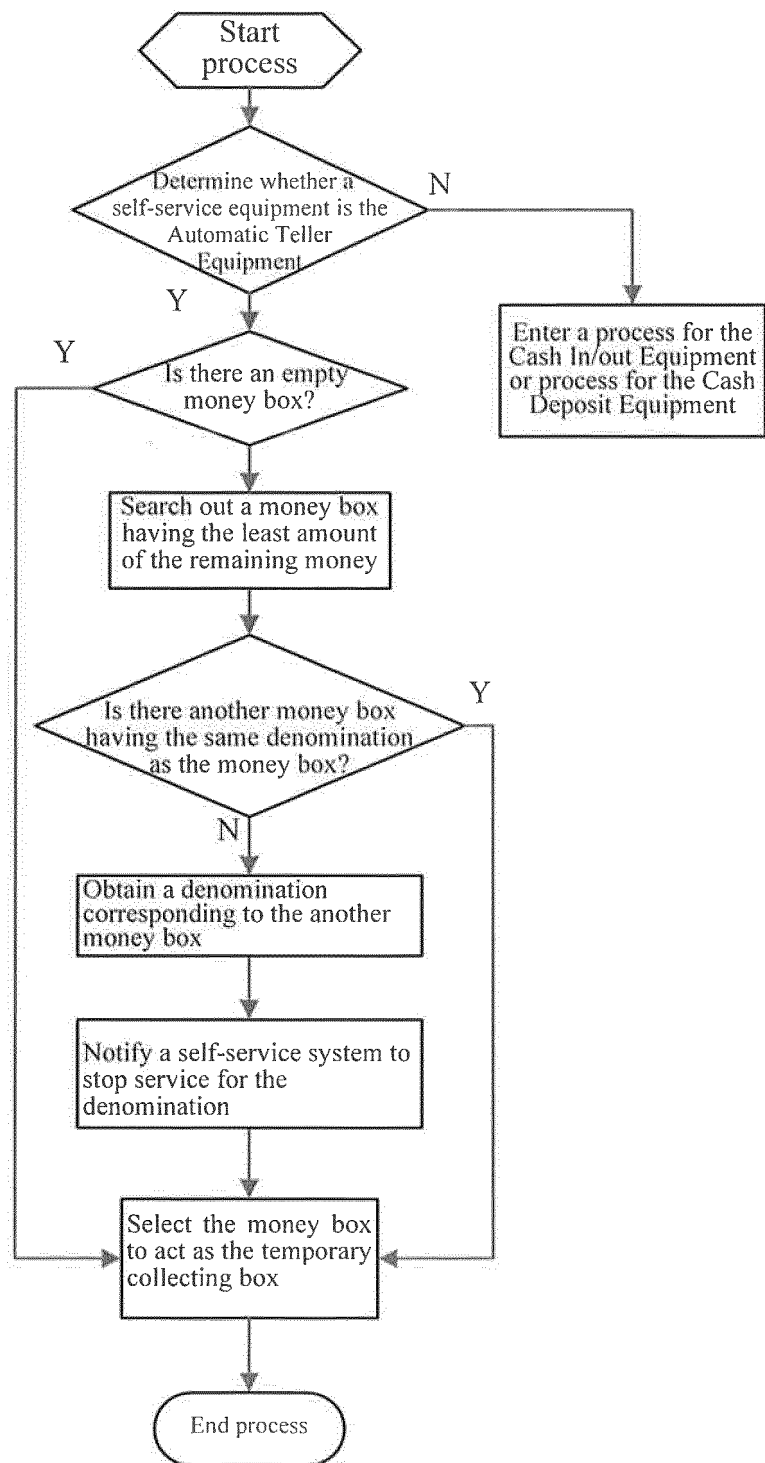 Start
process
Determine whether a
self-service equipment is the
Automatic Teller
Equipment
N
Y
Enter a process for the
Cash In/out Equipment
or process for the Cash
Deposit Equipment
Y
Is there an empty
money box?
Search out a money box
having the least amount
of the remaining money
Y
Is there another money box
having the same denomination
as the money box?
N
Obtain a denomination
corresponding to the another
money box
Notify a self-service system to
stop service for the
denomination
Select the money box
to act as the temporary
collecting box
End process